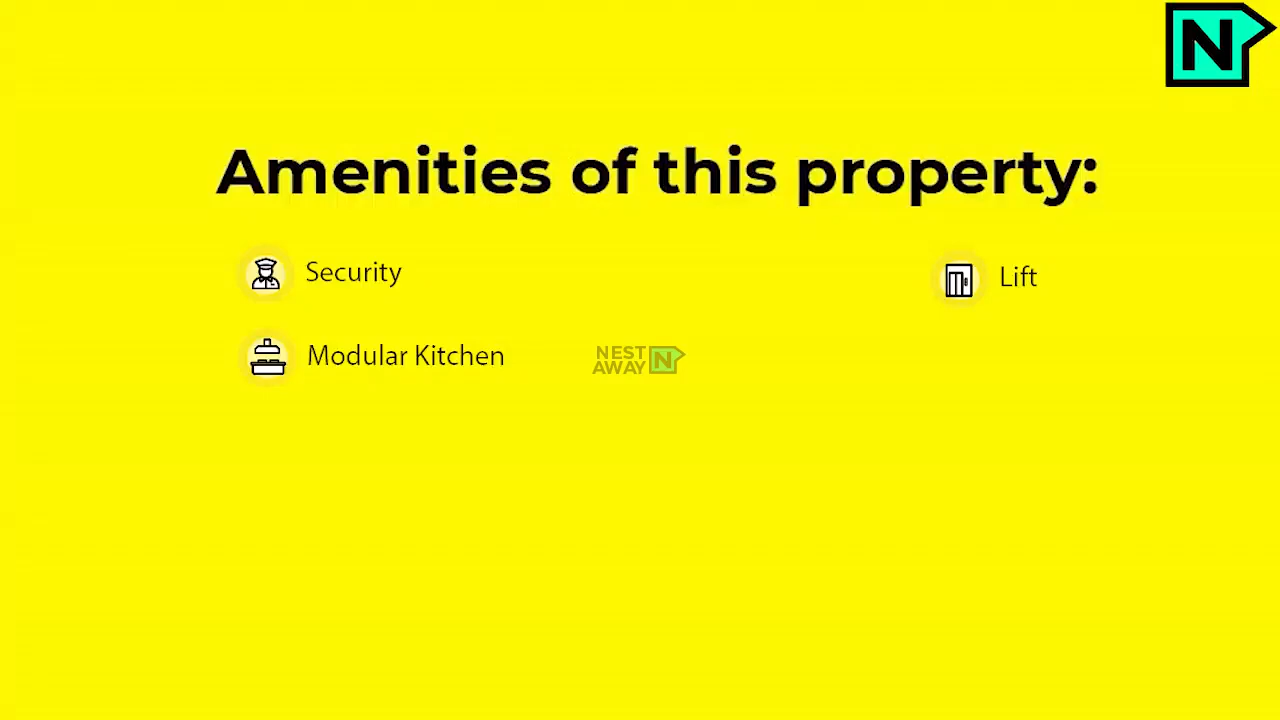 N
Amenities of this property:
Security
Lift
Modular Kitchen
NEST
AWAY N